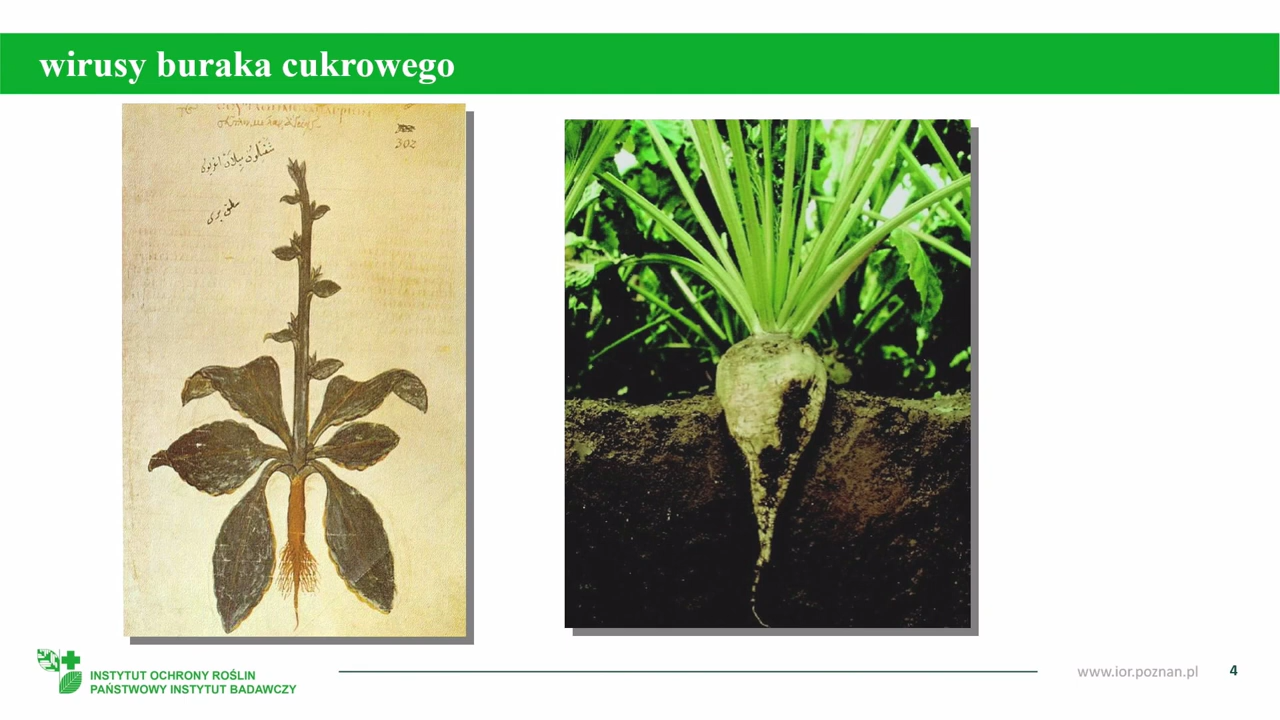 wirusy buraka cukrowego
302
INSTYTUT OCHRONY ROŚLIN
PAŃSTWOWY INSTYTUT BADAWCZY
www.ior.poznan.pl
4